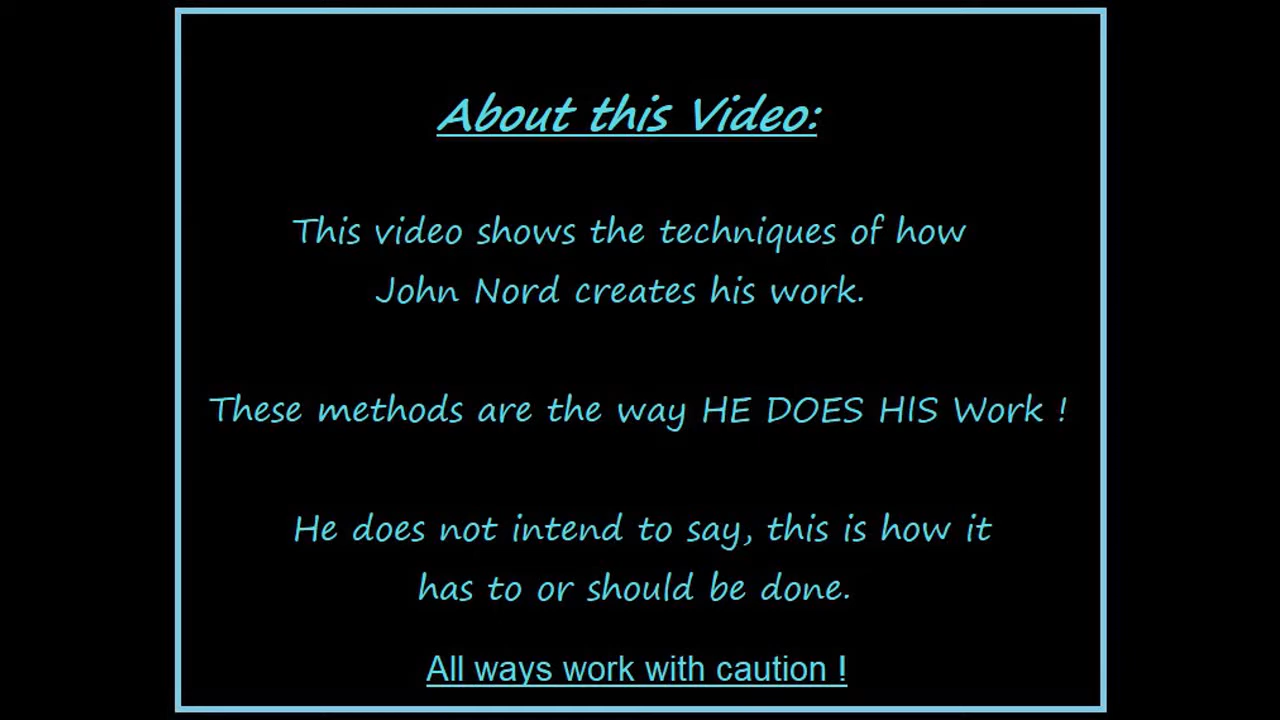 About this Video:
This video shows the techniques of how
John Nord creates his work.
These methods are the way HE DOES HIS Work !
He does not intend to say, this is how it
has to or should be done.
All ways work with caution !